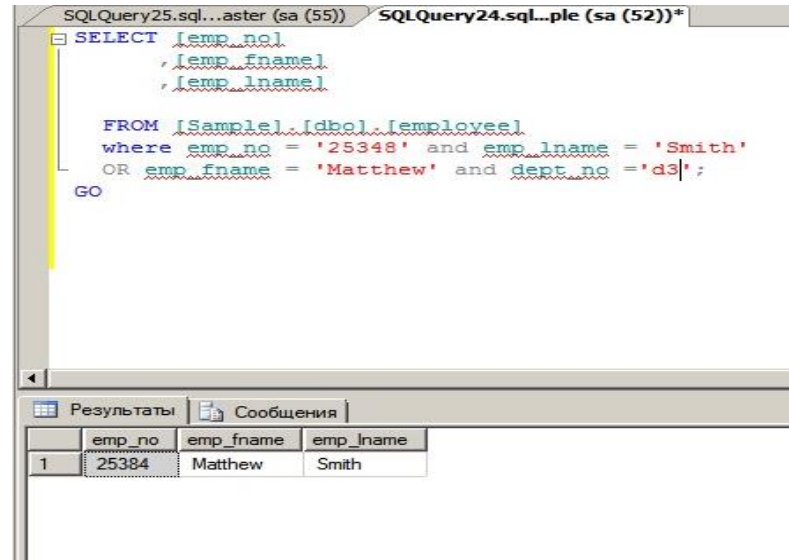 SQLQuery25.sql...aster (sa (55)) SQLQuery24.sql...ple (sa (52))*
SELECT [emp_no]
,[emp_fname]
,[emp_lname]
FROM [Sample].[dbo].[employee]
where emp_no = '25348' and emp_lname = 'Smith'
OR emp_fname = 'Matthew' and dept_no ='d3';
GO
Результаты Сообщения
emp_no emp_fname emp_lname
1 25384 Matthew Smith